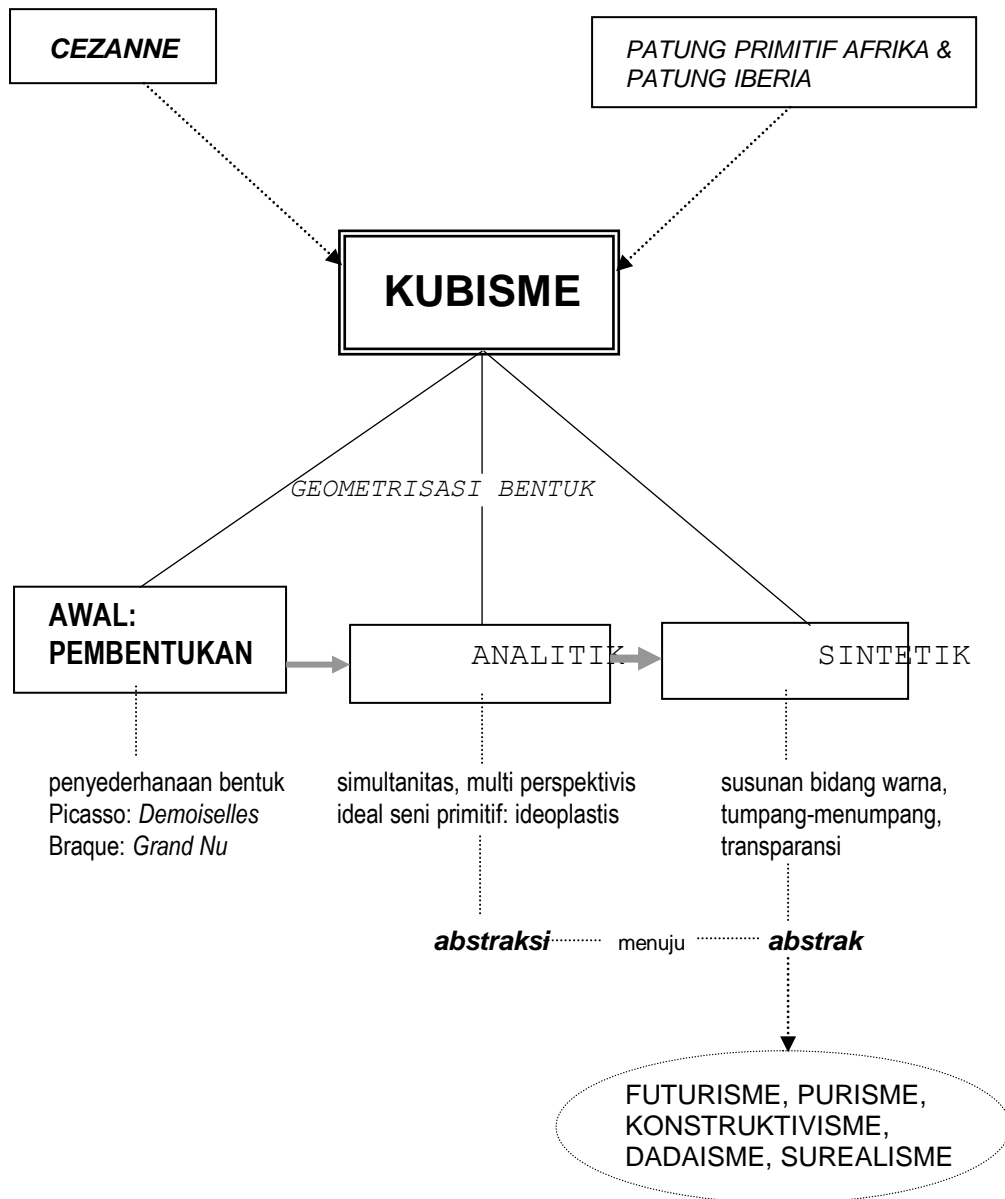 CEZANNE
PATUNG PRIMITIF AFRIKA &
PATUNG IBERIA
KUBISME
GEOMETRISASI BENTUK
AWAL:
PEMBENTUKAN
ANALITIK
SINTETIK
penyederhanaan bentuk
Picasso: Demoiselles
Braque: Grand Nu
simultanitas, multi perspektivis
ideal seni primitif: ideoplastis
susunan bidang warna,
tumpang-menumpang,
transparansi
abstraksi menuju abstrak
FUTURISME, PURISME,
KONSTRUKTIVISME,
DADAISME, SUREALISME